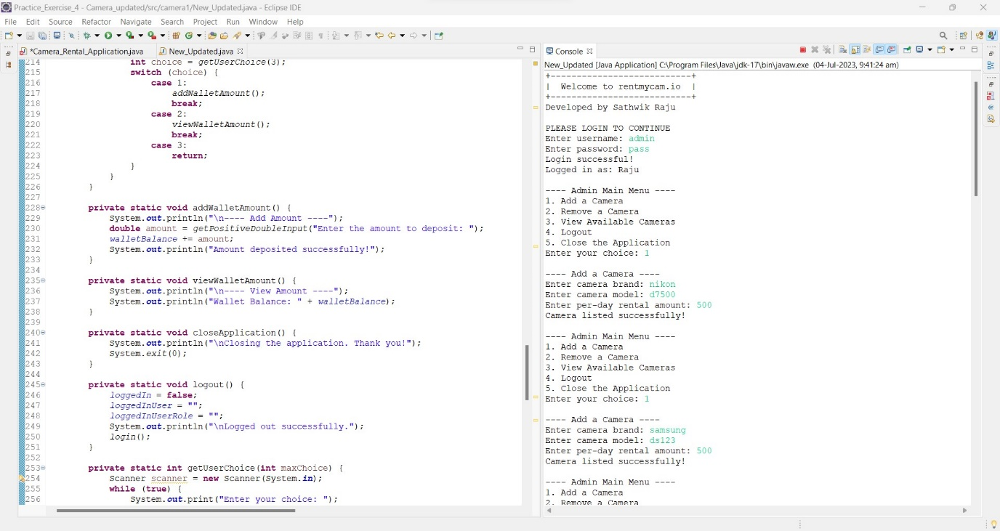 Practice_Exercise_4 - Camera_updated/src/camera1/New_Updated.java - Eclipse IDE
File Edit Source Refactor Navigate Search Project Run Window Help
*Camera_Rental_Application.java
New_Updated.java
214 int choice = getUserChoice(3);
215 switch (choice) {
216 case 1:
217 addWalletAmount();
218 break;
219 case 2:
220 viewWalletAmount();
221 break;
222 case 3:
223 return;
224 }
225 }
226 }
227
228 private static void addWalletAmount() {
229 System.out.println("\n---- Add Amount ----");
230 double amount = getPositiveDoubleInput("Enter the amount to deposit: ");
231 walletBalance += amount;
232 System.out.println("Amount deposited successfully!");
233 }
234
235 private static void viewWalletAmount() {
236 System.out.println("\n---- View Amount ----");
237 System.out.println("Wallet Balance: " + walletBalance);
238 }
239
240 private static void closeApplication() {
241 System.out.println("\nClosing the application. Thank you!");
242 System.exit(0);
243 }
244
245 private static void logout() {
246 loggedIn = false;
247 loggedInUser = "";
248 loggedInUserRole = "";
249 System.out.println("\nLogged out successfully.");
250 login();
251 }
252
253 private static int getUserChoice(int maxChoice) {
254 Scanner scanner = new Scanner(System.in);
255 while (true) {
256 System.out.print("Enter your choice: ");
Console
New_Updated [Java Application] C:\Program Files\Java\jdk-17\bin\javaw.exe (04-Jul-2023, 9:41:24 am)
+---------------------------+
| Welcome to rentmycam.io |
+---------------------------+
Developed by Sathwik Raju
PLEASE LOGIN TO CONTINUE
Enter username: admin
Enter password: pass
Login successful!
Logged in as: Raju
---- Admin Main Menu ----
1. Add a Camera
2. Remove a Camera
3. View Available Cameras
4. Logout
5. Close the Application
Enter your choice: 1
---- Add a Camera ----
Enter camera brand: nikon
Enter camera model: d7500
Enter per-day rental amount: 500
Camera listed successfully!
---- Admin Main Menu ----
1. Add a Camera
2. Remove a Camera
3. View Available Cameras
4. Logout
5. Close the Application
Enter your choice: 1
---- Add a Camera ----
Enter camera brand: samsung
Enter camera model: ds123
Enter per-day rental amount: 500
Camera listed successfully!
---- Admin Main Menu ----
1. Add a Camera
2. Remove a Camera